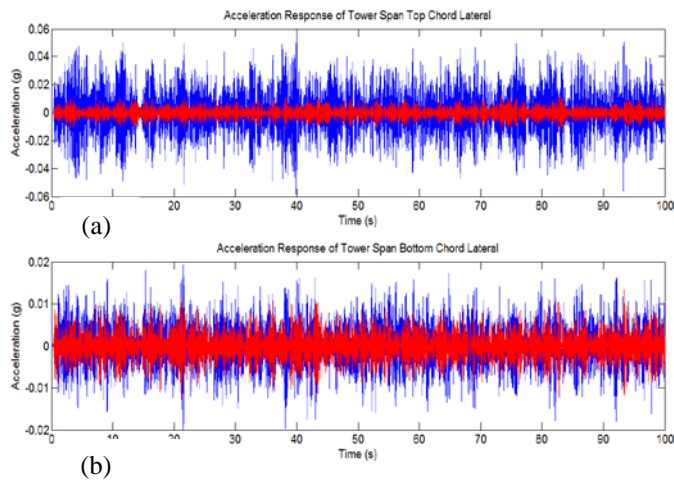 Acceleration Response of Tower Span Top Chord Lateral
0.06
0.04
0.02
0
-0.02
-0.04
-0.06
Acceleration (g)
0 10 20 30 40 50 60 70 80 90 100
Time (s)
(a)
Acceleration Response of Tower Span Bottom Chord Lateral
0.02
0.01
0
-0.01
-0.02
Acceleration (g)
0 10 20 30 40 50 60 70 80 90 100
Time (s)
(b)